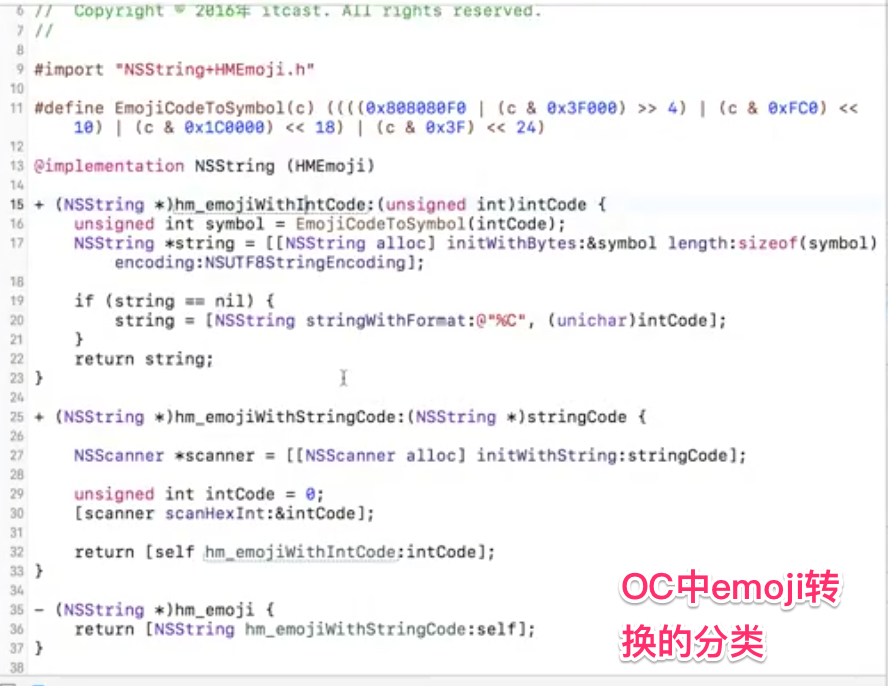 6 //  Copyright © 2016年 itcast. All rights reserved.
7 //
8
9 #import "NSString+HMEmoji.h"
10
11 #define EmojiCodeToSymbol(c) ((((0x808080F0 | (c & 0x3F000) >> 4) | (c & 0xFC0) <<
10) | (c & 0x1C0000) << 18) | (c & 0x3F) << 24)
12
13 @implementation NSString (HMEmoji)
14
15 + (NSString *)hm_emojiWithIntCode:(unsigned int)intCode {
16     unsigned int symbol = EmojiCodeToSymbol(intCode);
17     NSString *string = [[NSString alloc] initWithBytes:&symbol length:sizeof(symbol)
encoding:NSUTF8StringEncoding];
18
19     if (string == nil) {
20         string = [NSString stringWithFormat:@"%C", (unichar)intCode];
21     }
22     return string;
23 }
24
25 + (NSString *)hm_emojiWithStringCode:(NSString *)stringCode {
26
27     NSScanner *scanner = [[NSScanner alloc] initWithString:stringCode];
28
29     unsigned int intCode = 0;
30     [scanner scanHexInt:&intCode];
31
32     return [self hm_emojiWithIntCode:intCode];
33 }
34
35 - (NSString *)hm_emoji {
36     return [NSString hm_emojiWithStringCode:self];
37 }
38
OC中emoji转
换的分类